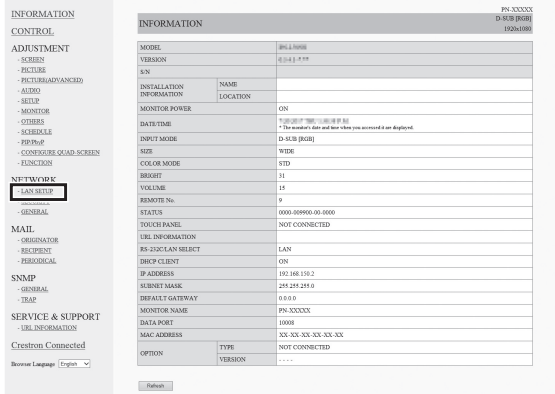 INFORMATION
CONTROL
ADJUSTMENT
- SCREEN
- PICTURE
- PICTURE(ADVANCED)
- AUDIO
- SETUP
- MONITOR
- OTHERS
- SCHEDULE
- PIP/PbyP
- CONFIGURE QUAD-SCREEN
- FUNCTION
NETWORK
- LAN SETUP
- GENERAL
MAIL
- ORIGINATOR
- RECIPIENT
- PERIODICAL
SNMP
- GENERAL
- TRAP
SERVICE & SUPPORT
- URL INFORMATION
Crestron Connected
Browser Language English
PN-XXXXX
INFORMATION
D-SUB [RGB]
1920x1080
MODEL
VERSION
S/N
INSTALLATION INFORMATION NAME
LOCATION
MONITOR POWER ON
DATE/TIME
* The monitor's date and time when you accessed it are displayed.
INPUT MODE D-SUB [RGB]
SIZE WIDE
COLOR MODE STD
BRIGHT 31
VOLUME 15
REMOTE No. 9
STATUS 0000-009900-00-0000
TOUCH PANEL NOT CONNECTED
URL INFORMATION
RS-232C/LAN SELECT LAN
DHCP CLIENT ON
IP ADDRESS 192.168.150.2
SUBNET MASK 255.255.255.0
DEFAULT GATEWAY 0.0.0.0
MONITOR NAME PN-XXXXX
DATA PORT 10008
MAC ADDRESS XX-XX-XX-XX-XX-XX
OPTION TYPE NOT CONNECTED
VERSION - - - -
Refresh